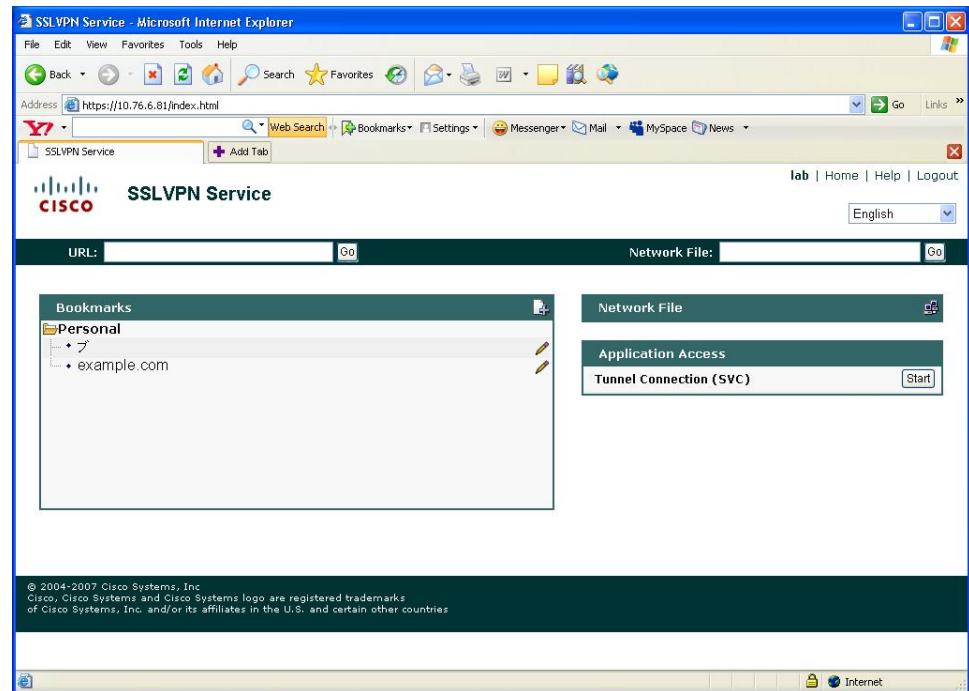 SSLVPN Service - Microsoft Internet Explorer
File Edit View Favorites Tools Help
Back Search Favorites
Address https://10.76.6.81/index.html Go Links »
Y! Web Search Bookmarks Settings Messenger Mail MySpace News
SSLVPN Service Add Tab
lab | Home | Help | Logout
CISCO SSLVPN Service
English
URL: Go Network File: Go
Bookmarks
Personal
ブ
example.com
Network File
Application Access
Tunnel Connection (SVC) Start
© 2004-2007 Cisco Systems, Inc
Cisco, Cisco Systems and Cisco Systems logo are registered trademarks
of Cisco Systems, Inc. and/or its affiliates in the U.S. and certain other countries
Internet